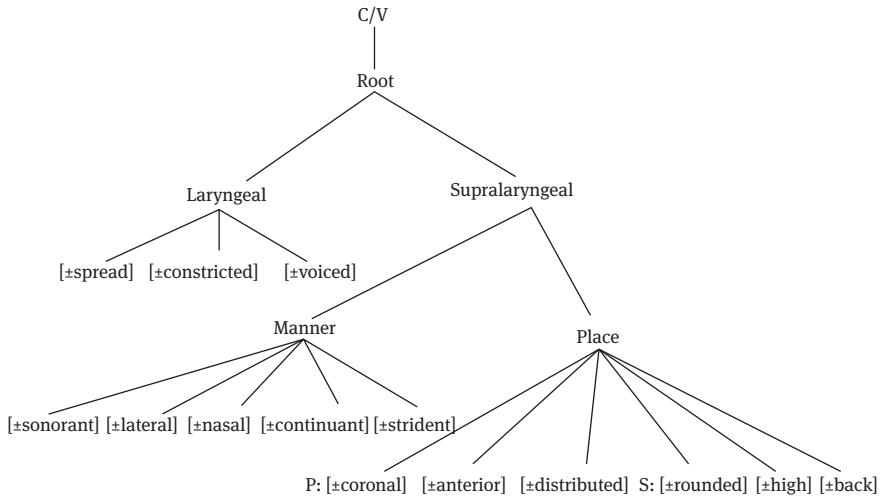 C/V
Root
Laryngeal
Supralaryngeal
[±spread] [±constricted] [±voiced]
Manner
Place
[±sonorant] [±lateral] [±nasal] [±continuant] [±strident]
P: [±coronal] [±anterior] [±distributed] S: [±rounded] [±high] [±back]